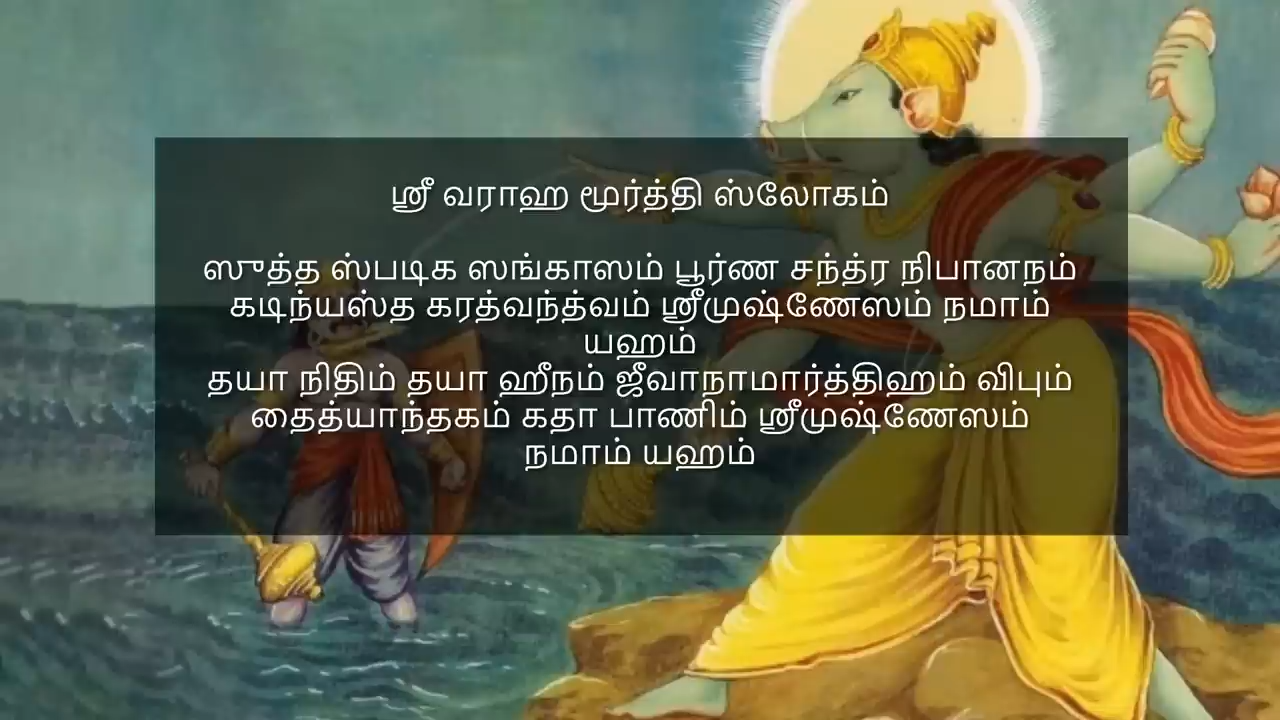 ஸ்ரீ வராஹ மூர்த்தி ஸ்லோகம்
ஸுத்த ஸ்படிக ஸங்காஸம் பூர்ண சந்த்ர நிபானநம்
கடிந்யஸ்த கரத்வந்த்வம் ஸ்ரீமுஷ்ணேஸம் நமாம்
யஹம்
தயா நிதிம் தயா ஹீநம் ஜீவாநாமார்த்திஹம் விபும்
தைத்யாந்தகம் கதா பாணிம் ஸ்ரீமுஷ்ணேஸம்
நமாம் யஹம்